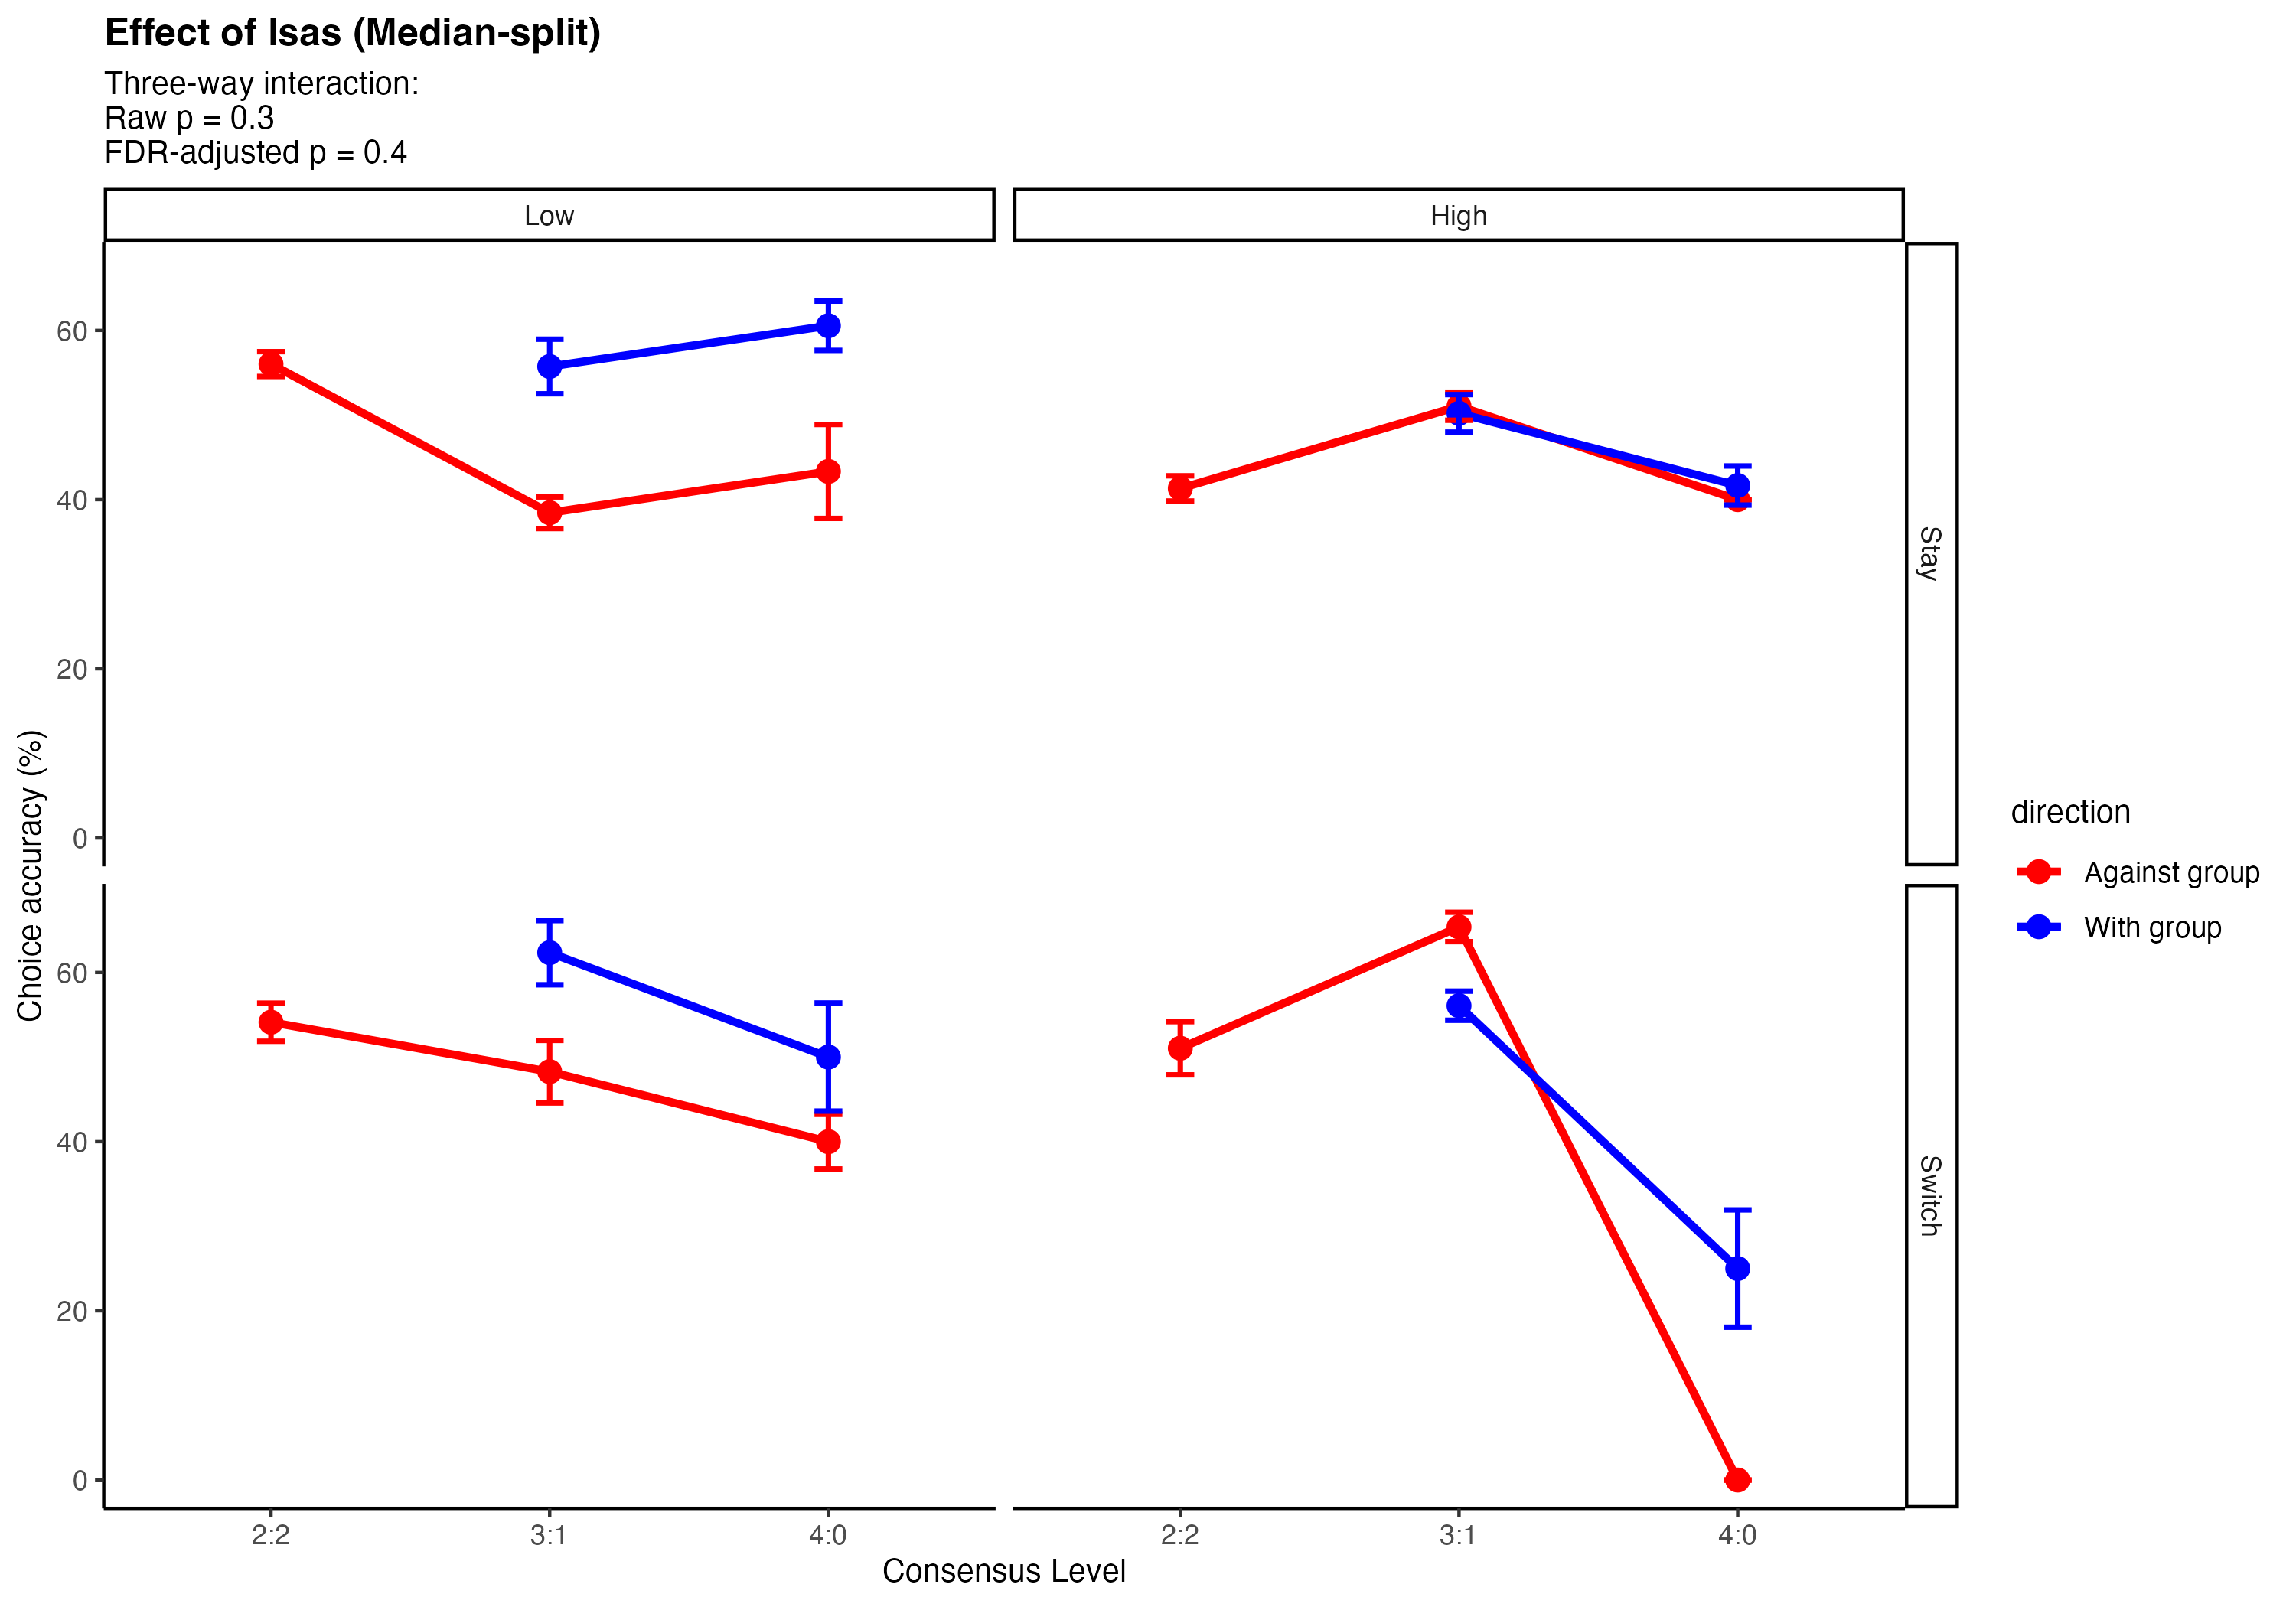 Effect of lsas (Median-split)
Three-way interaction:
Raw p = 0.3
FDR-adjusted p = 0.4
Low
High
60
40
20
0
Stay
60
40
20
0
Switch
Choice accuracy (%)
2:2
3:1
4:0
2:2
3:1
4:0
Consensus Level
direction
Against group
With group